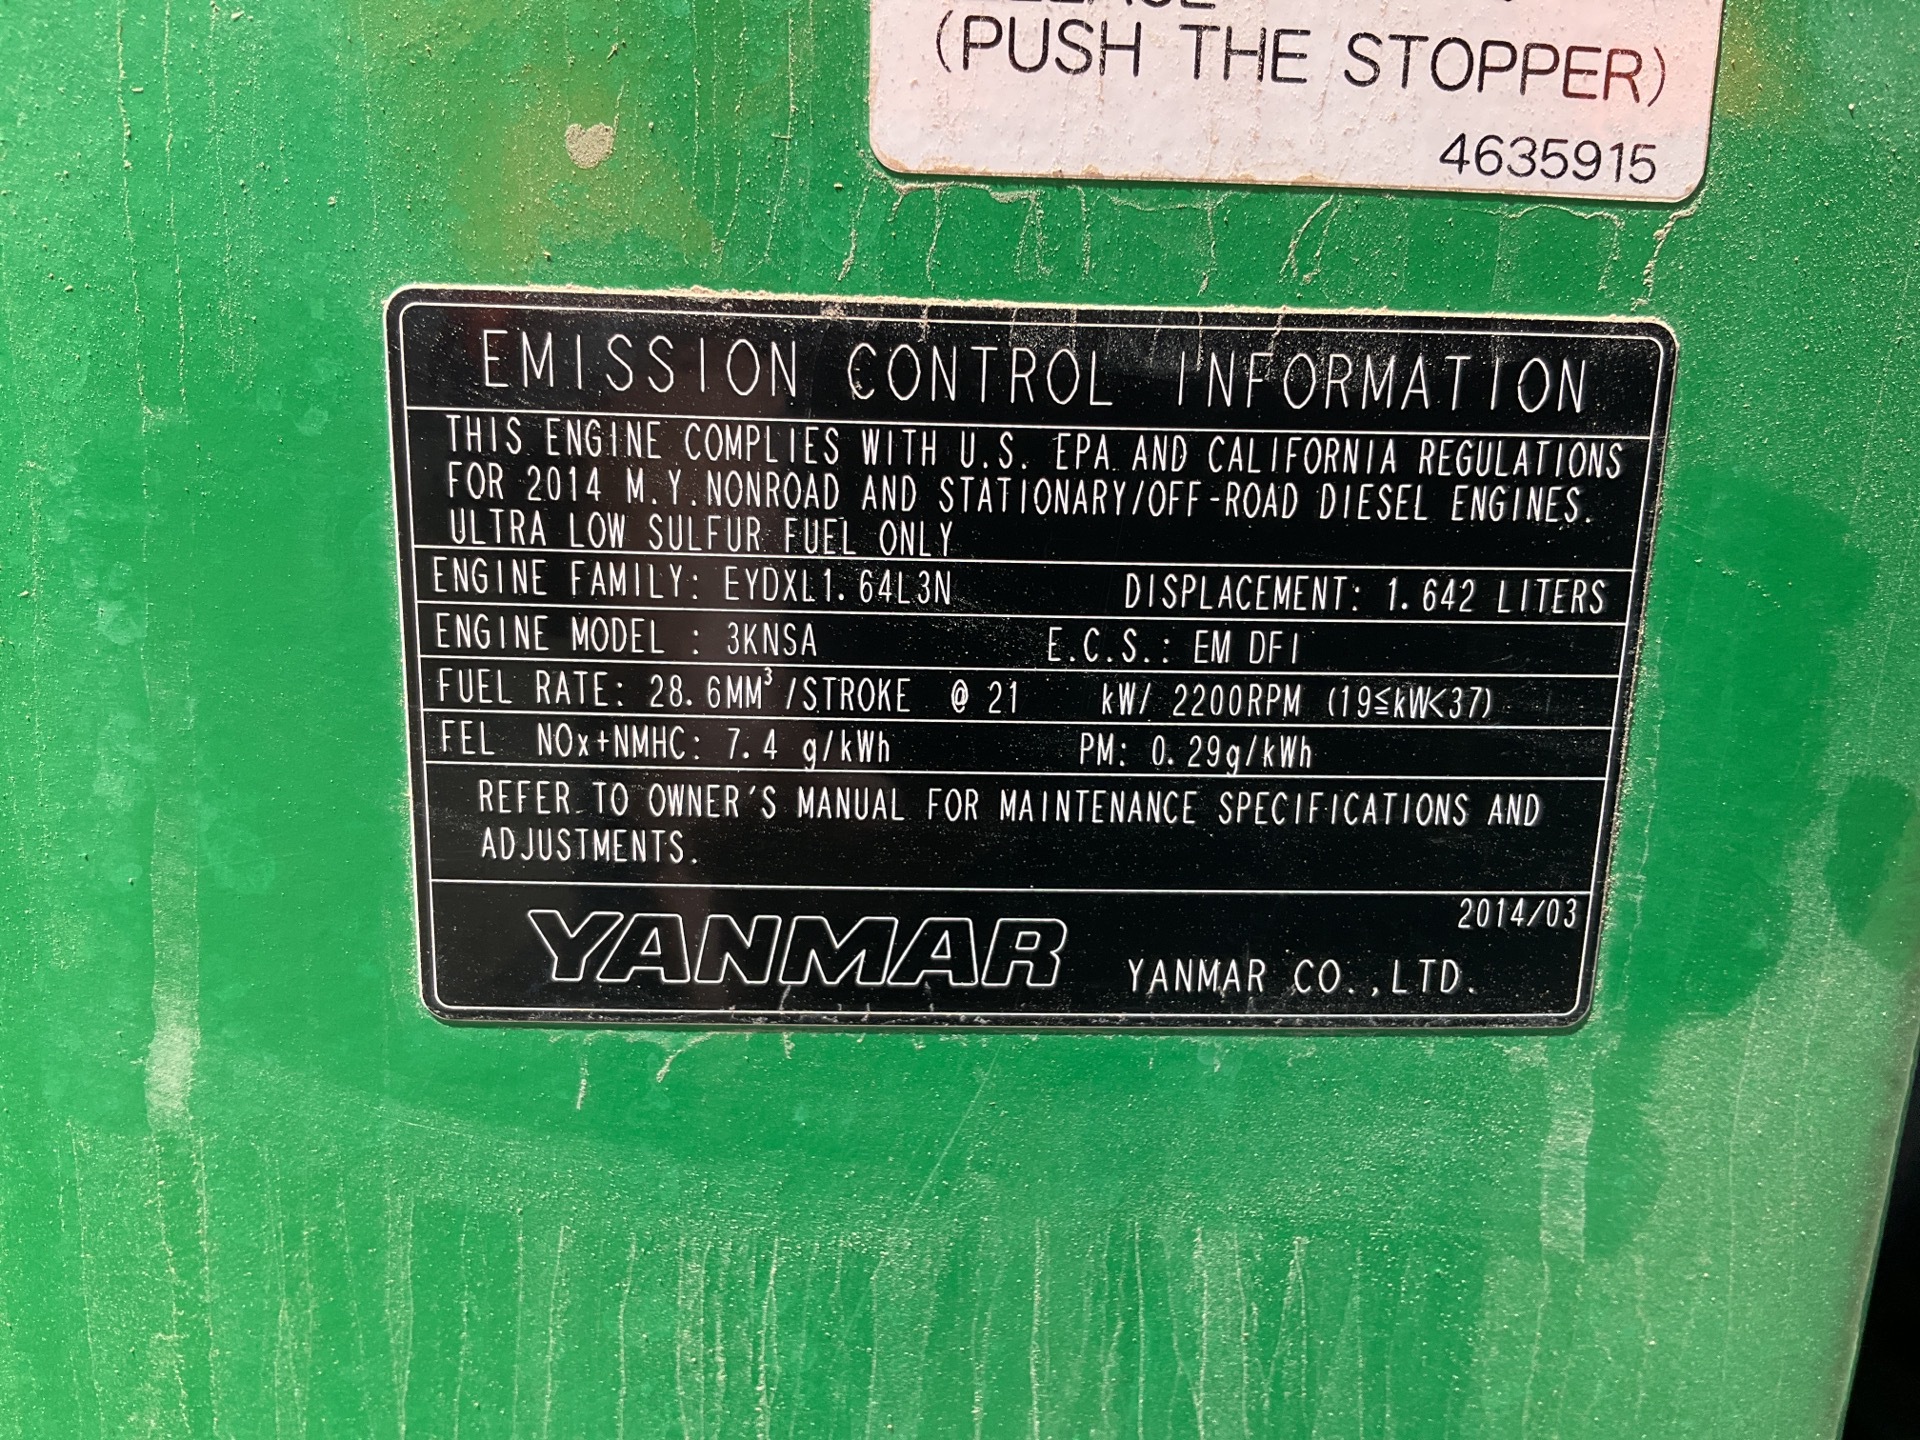 (PUSH THE STOPPER)
4635915
EMISSION CONTROL INFORMATION
THIS ENGINE COMPLIES WITH U.S. EPA AND CALIFORNIA REGULATIONS
FOR 2014 M.Y. NONROAD AND STATIONARY/OFF-ROAD DIESEL ENGINES.
ULTRA LOW SULFUR FUEL ONLY
ENGINE FAMILY: EYDXL1.64L3N DISPLACEMENT: 1.642 LITERS
ENGINE MODEL : 3KNSA E.C.S.: EM DFI
FUEL RATE: 28.6MM³/STROKE @ 21 kW/ 2200RPM (19≦kW<37)
FEL NOx+NMHC: 7.4 g/kWh PM: 0.29g/kWh
REFER TO OWNER'S MANUAL FOR MAINTENANCE SPECIFICATIONS AND
ADJUSTMENTS.
2014/03
YANMAR YANMAR CO.,LTD.